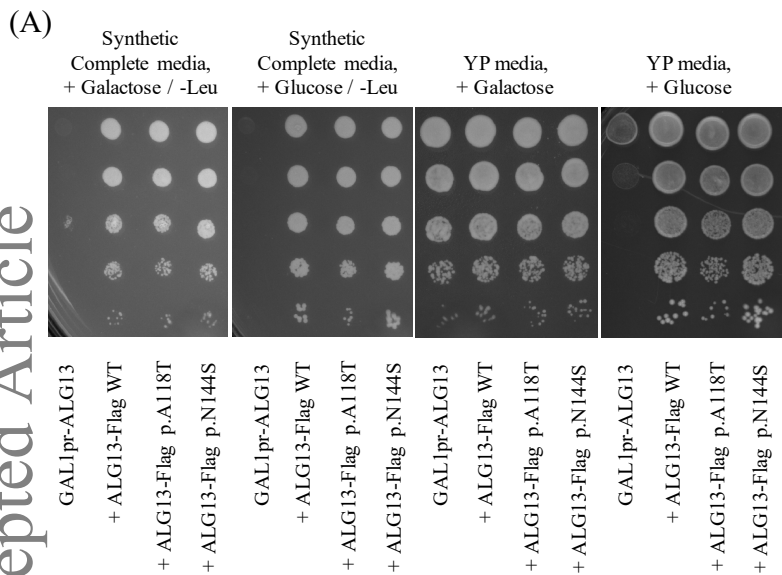 (A)
Synthetic
Complete media,
+ Galactose / -Leu
Synthetic
Complete media,
+ Glucose / -Leu
YP media,
+ Galactose
YP media,
+ Glucose
GAL1pr-ALG13
+ ALG13-Flag WT
+ ALG13-Flag p.A118T
+ ALG13-Flag p.N144S
GAL1pr-ALG13
+ ALG13-Flag WT
+ ALG13-Flag p.A118T
+ ALG13-Flag p.N144S
GAL1pr-ALG13
+ ALG13-Flag WT
+ ALG13-Flag p.A118T
+ ALG13-Flag p.N144S
GAL1pr-ALG13
+ ALG13-Flag WT
+ ALG13-Flag p.A118T
+ ALG13-Flag p.N144S
epted Article